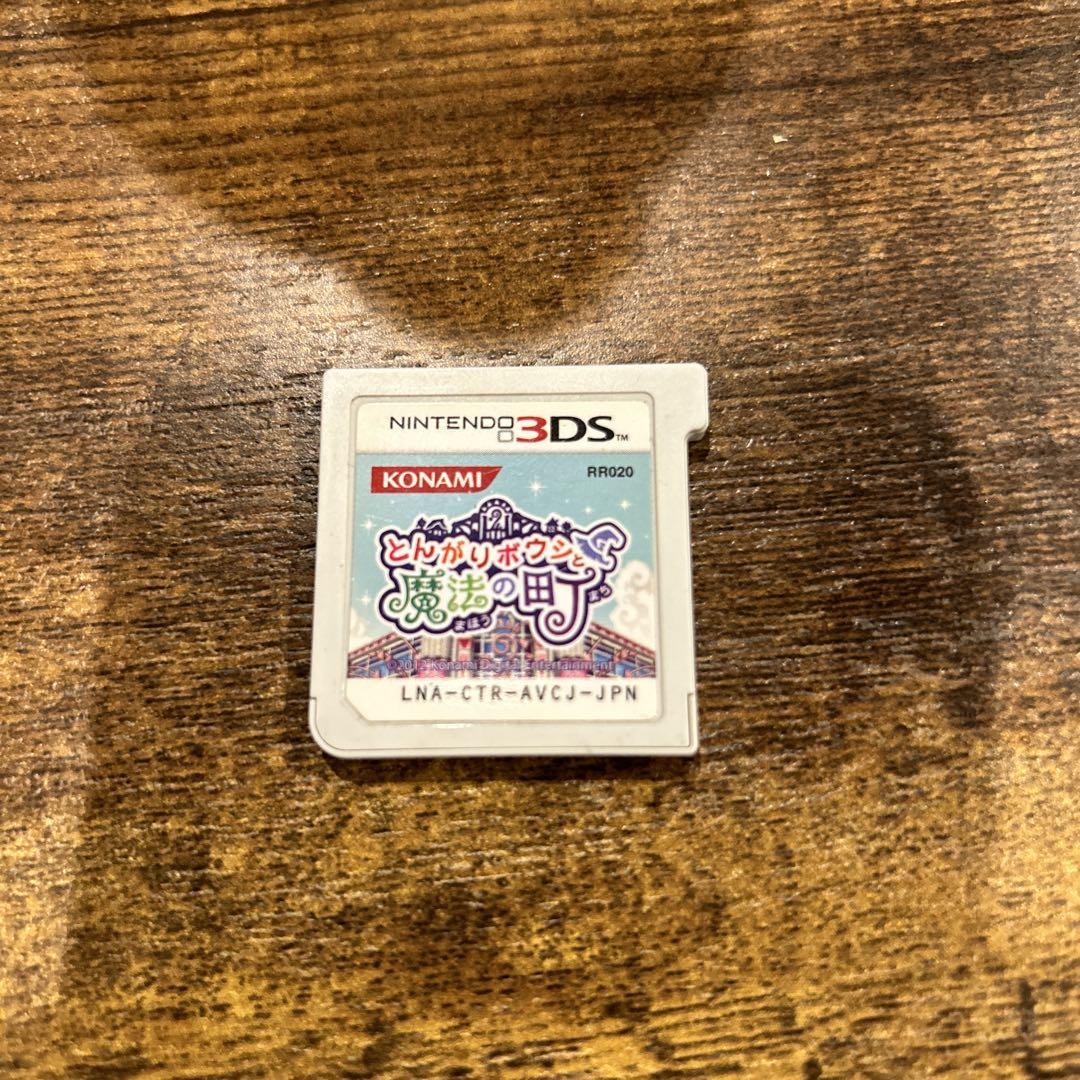 NINTENDO 3DS™
KONAMI
RR020
とんがりボウシと
魔法の町
まほう
まち
©2012 Konami Digital Entertainment
LNA-CTR-AVCJ-JPN